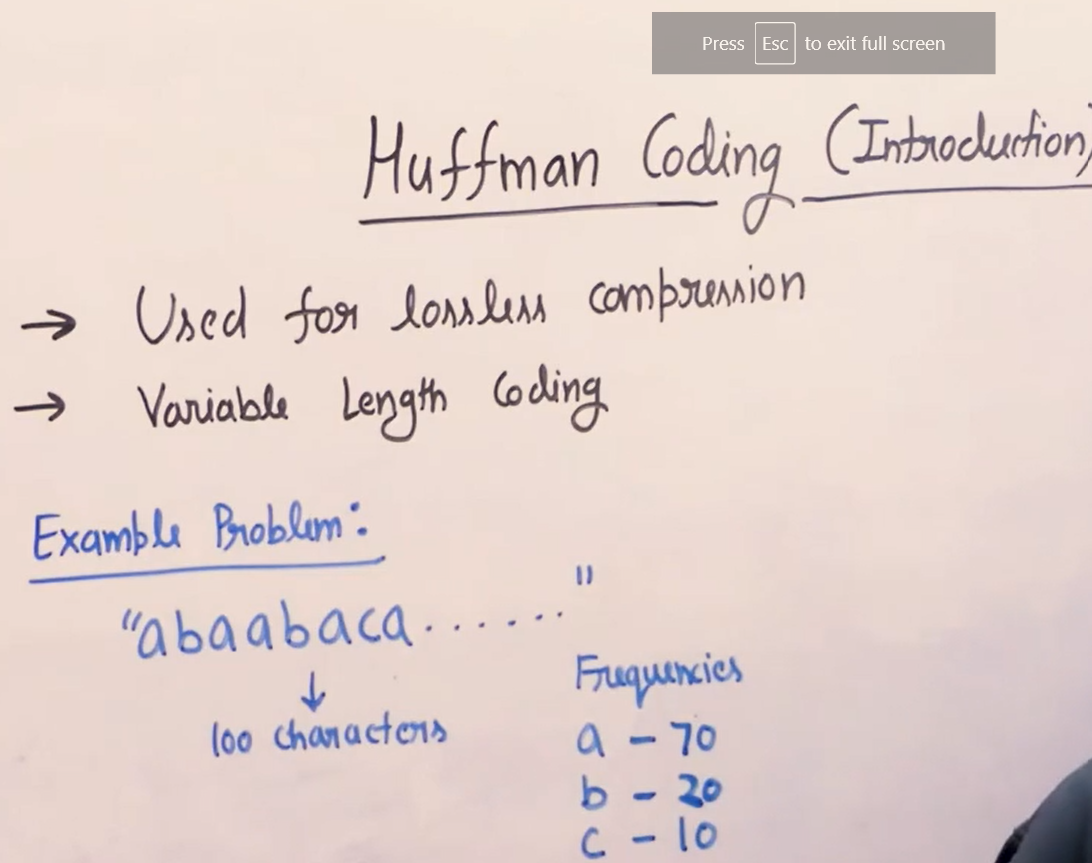 Press Esc to exit full screen
Huffman Coding (Introduction)
→ Used for lossless compression
→ Variable Length Coding
Example Problem:
"abaabaca......"
↓
100 characters
Frequencies
a - 70
b - 20
c - 10